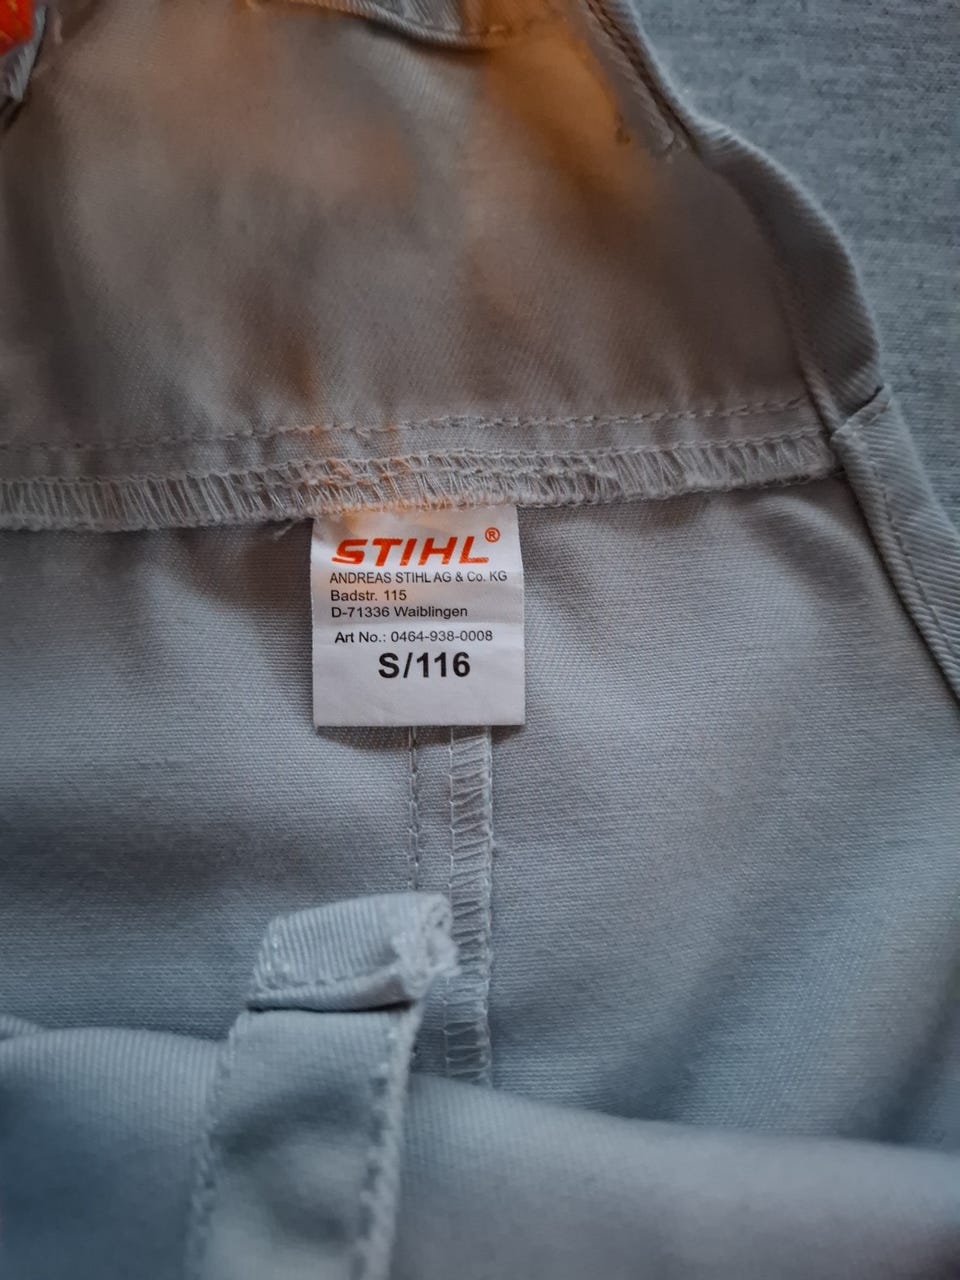 STIHL®
ANDREAS STIHL AG & Co. KG
Badstr. 115
D-71336 Waiblingen
Art No.: 0464-938-0008
S/116